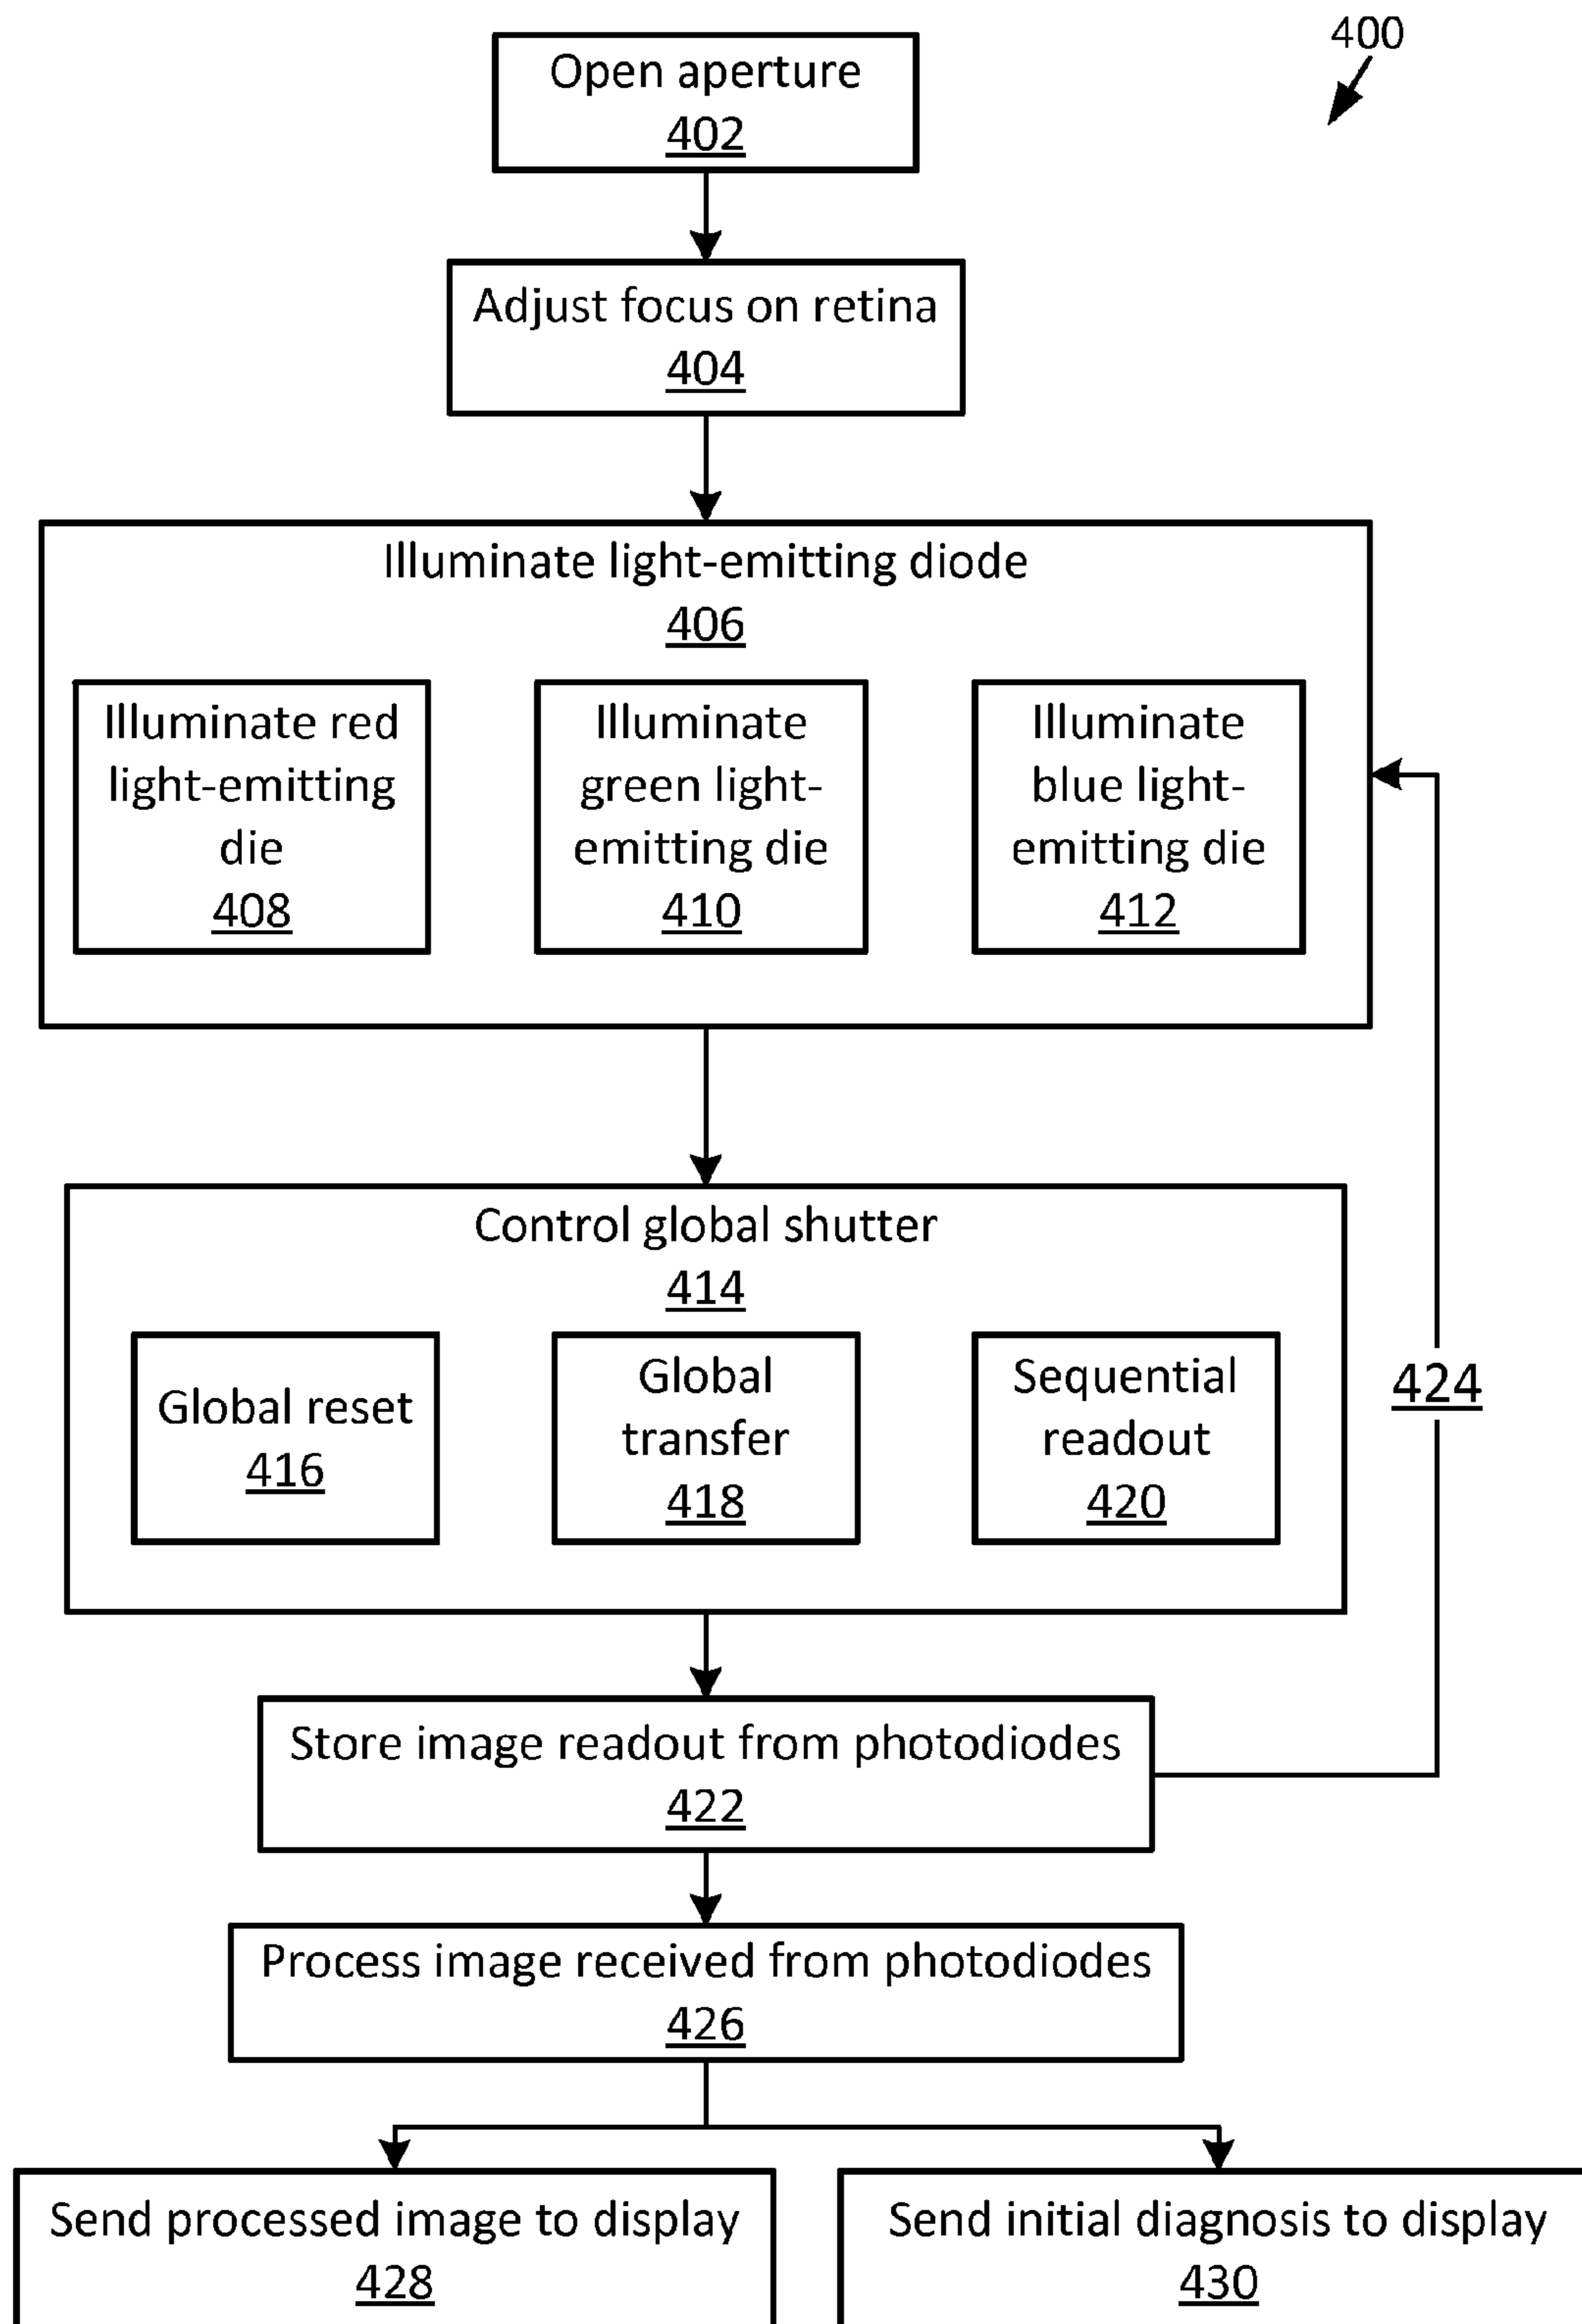 400
Open aperture
402
Adjust focus on retina
404
Illuminate light-emitting diode
406
Illuminate red
light-emitting
die
408
Illuminate
green light-
emitting die
410
Illuminate
blue light-
emitting die
412
Control global shutter
414
Global reset
416
Global
transfer
418
Sequential
readout
420
424
Store image readout from photodiodes
422
Process image received from photodiodes
426
Send processed image to display
428
Send initial diagnosis to display
430